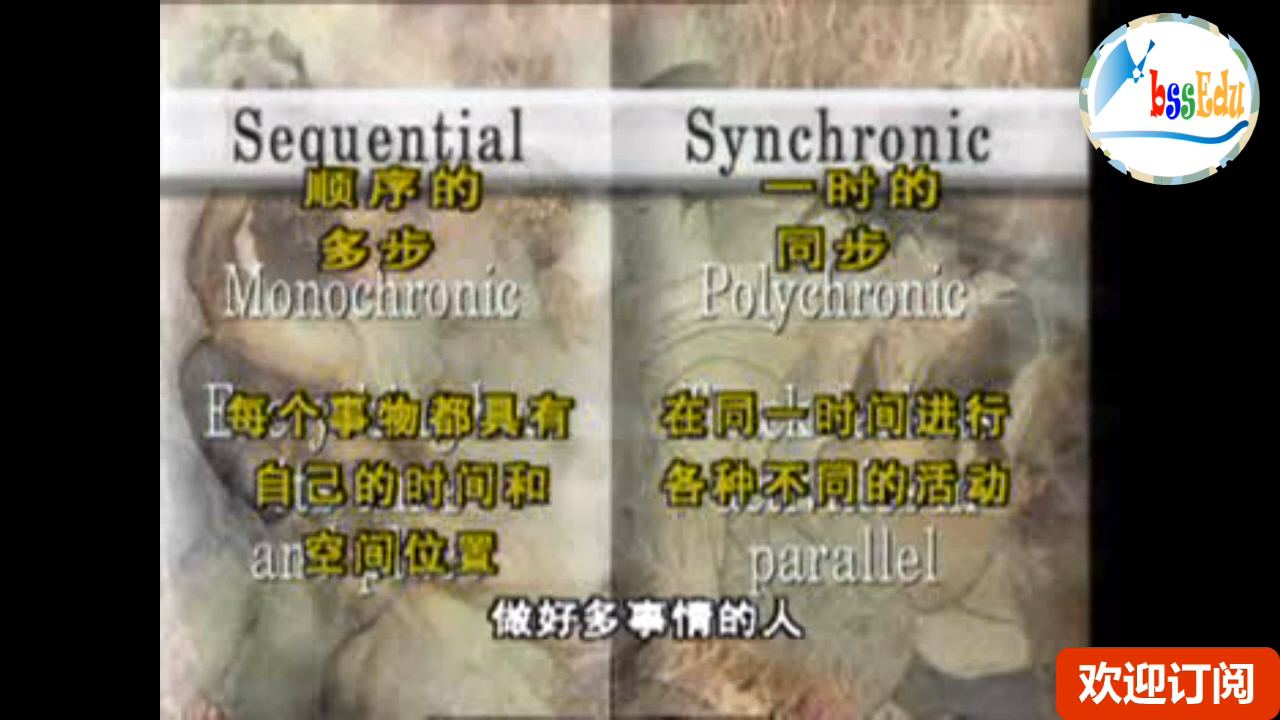 Sequential
顺序的
多步
Monochronic
每个事物都具有
自己的时间和
空间位置
Synchronic
一时的
同步
Polychronic
在同一时间进行
各种不同的活动
parallel
做好多事情的人
bssEdu
欢迎订阅